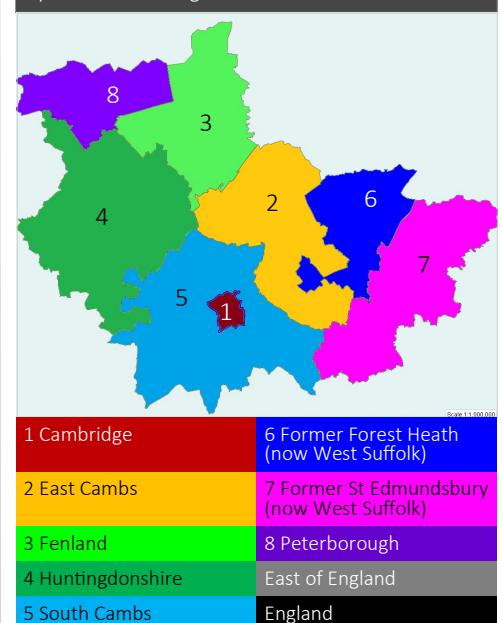 8
3
2
6
4
7
5
1
Scale 1:1,000,000
1 Cambridge
6 Former Forest Heath
(now West Suffolk)
2 East Cambs
7 Former St Edmundsbury
(now West Suffolk)
3 Fenland
8 Peterborough
4 Huntingdonshire
East of England
5 South Cambs
England